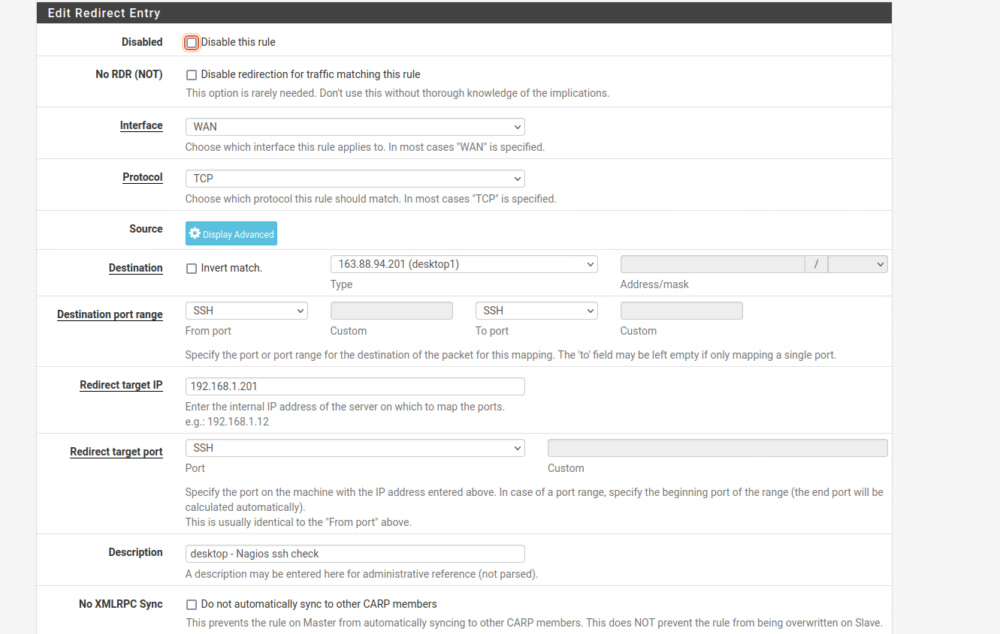 Edit Redirect Entry
Disabled Disable this rule
No RDR (NOT) Disable redirection for traffic matching this rule
This option is rarely needed. Don't use this without thorough knowledge of the implications.
Interface WAN
Choose which interface this rule applies to. In most cases "WAN" is specified.
Protocol TCP
Choose which protocol this rule should match. In most cases "TCP" is specified.
Source Display Advanced
Destination Invert match. 163.88.94.201 (desktop1) /
Type Address/mask
Destination port range SSH SSH
From port Custom To port Custom
Specify the port or port range for the destination of the packet for this mapping. The 'to' field may be left empty if only mapping a single port.
Redirect target IP 192.168.1.201
Enter the internal IP address of the server on which to map the ports.
e.g.: 192.168.1.12
Redirect target port SSH
Port Custom
Specify the port on the machine with the IP address entered above. In case of a port range, specify the beginning port of the range (the end port will be
calculated automatically).
This is usually identical to the "From port" above.
Description desktop - Nagios ssh check
A description may be entered here for administrative reference (not parsed).
No XMLRPC Sync Do not automatically sync to other CARP members
This prevents the rule on Master from automatically syncing to other CARP members. This does NOT prevent the rule from being overwritten on Slave.